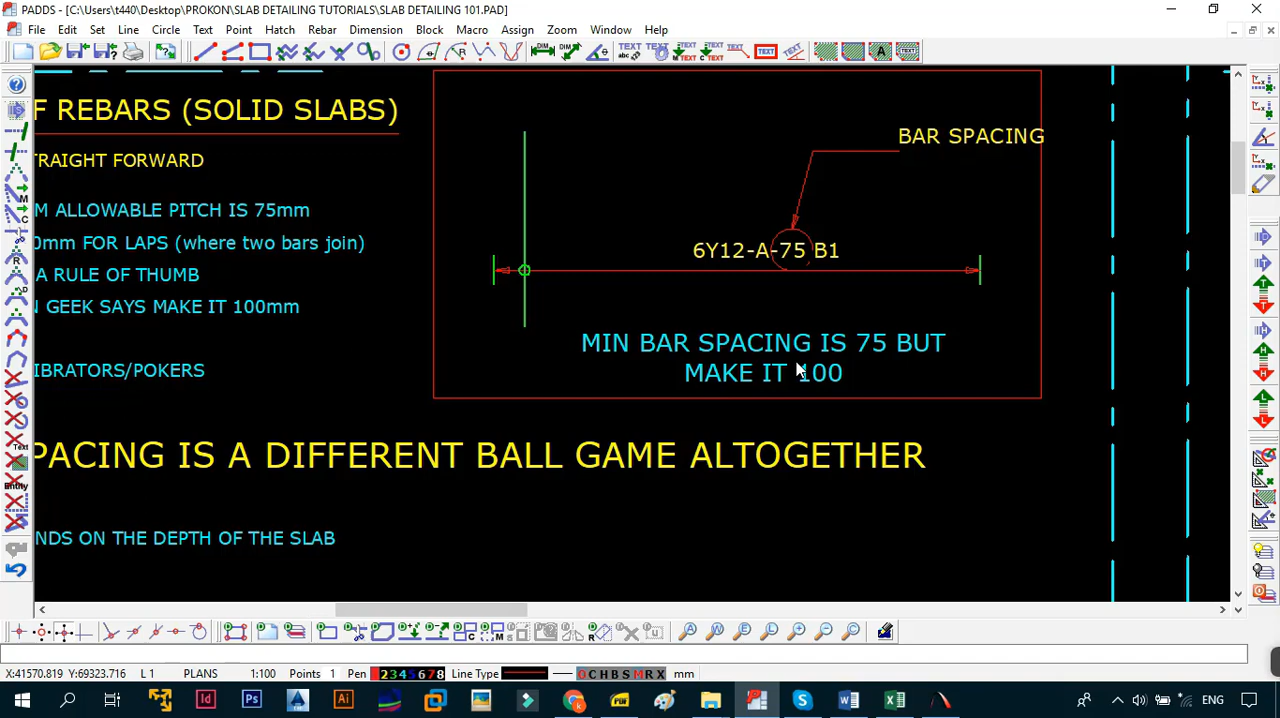 PADDS - [C:\Users\t440\Desktop\PROKON\SLAB DETAILING TUTORIALS\SLAB DETAILING 101.PAD]
File Edit Set Line Circle Text Point Hatch Rebar Dimension Block Macro Assign Zoom Window Help
F REBARS (SOLID SLABS)
TRAIGHT FORWARD
M ALLOWABLE PITCH IS 75mm
0mm FOR LAPS (where two bars join)
A RULE OF THUMB
N GEEK SAYS MAKE IT 100mm
IBRATORS/POKERS
BAR SPACING
6Y12-A-75 B1
MIN BAR SPACING IS 75 BUT
MAKE IT 100
PACING IS A DIFFERENT BALL GAME ALTOGETHER
NDS ON THE DEPTH OF THE SLAB
X:41570.819 Y:69323.716 L 1 PLANS 1:100 Points 1 Pen 1 2 3 4 5 6 7 8 Line Type O C H B S M R X mm
ENG